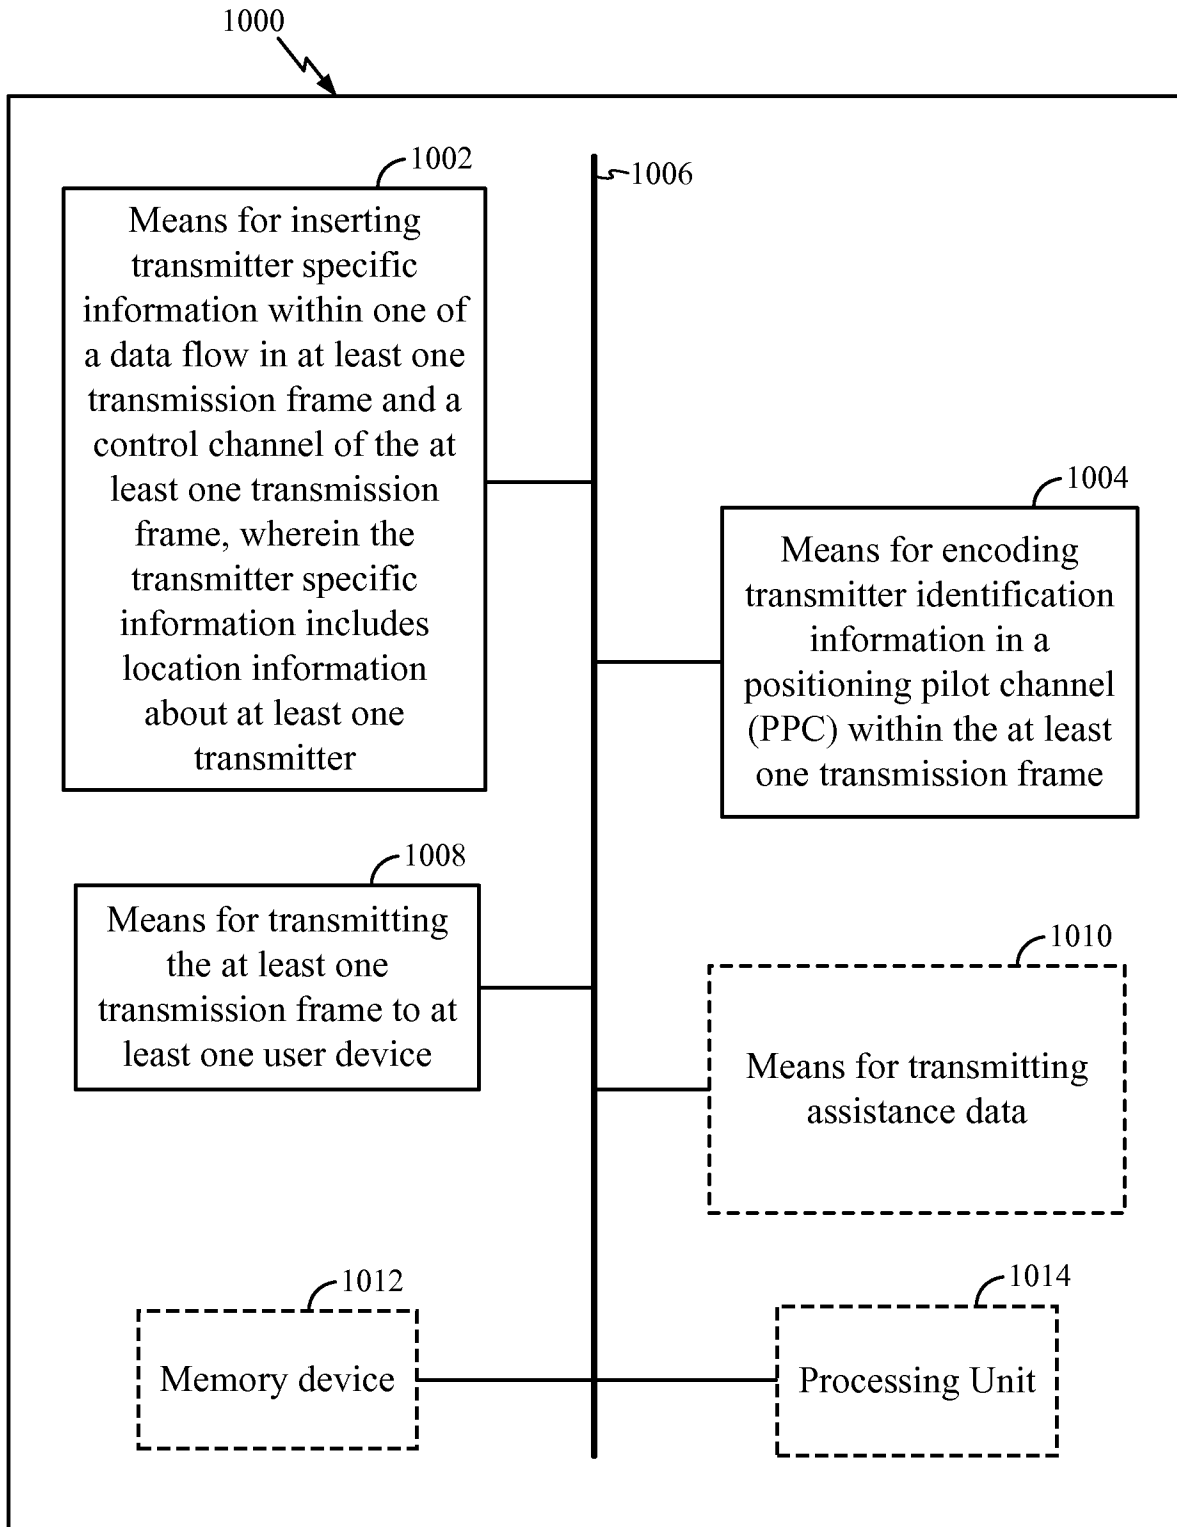 1000
1002
Means for inserting
transmitter specific
information within one of
a data flow in at least one
transmission frame and a
control channel of the at
least one transmission
frame, wherein the
transmitter specific
information includes
location information
about at least one
transmitter
1006
1004
Means for encoding
transmitter identification
information in a
positioning pilot channel
(PPC) within the at least
one transmission frame
1008
Means for transmitting
the at least one
transmission frame to at
least one user device
1010
Means for transmitting
assistance data
1012
Memory device
1014
Processing Unit